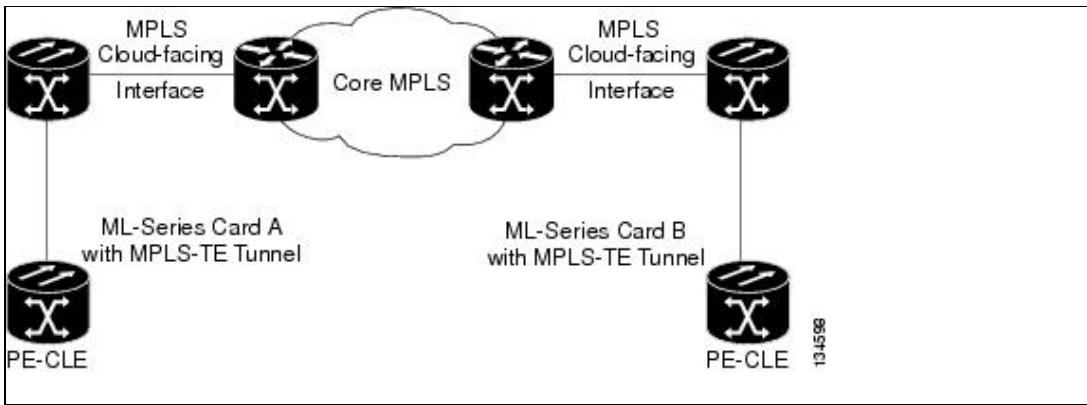 MPLS
Cloud-facing
Interface
Core MPLS
MPLS
Cloud-facing
Interface
ML-Series Card A
with MPLS-TE Tunnel
ML-Series Card B
with MPLS-TE Tunnel
PE-CLE
PE-CLE
134598